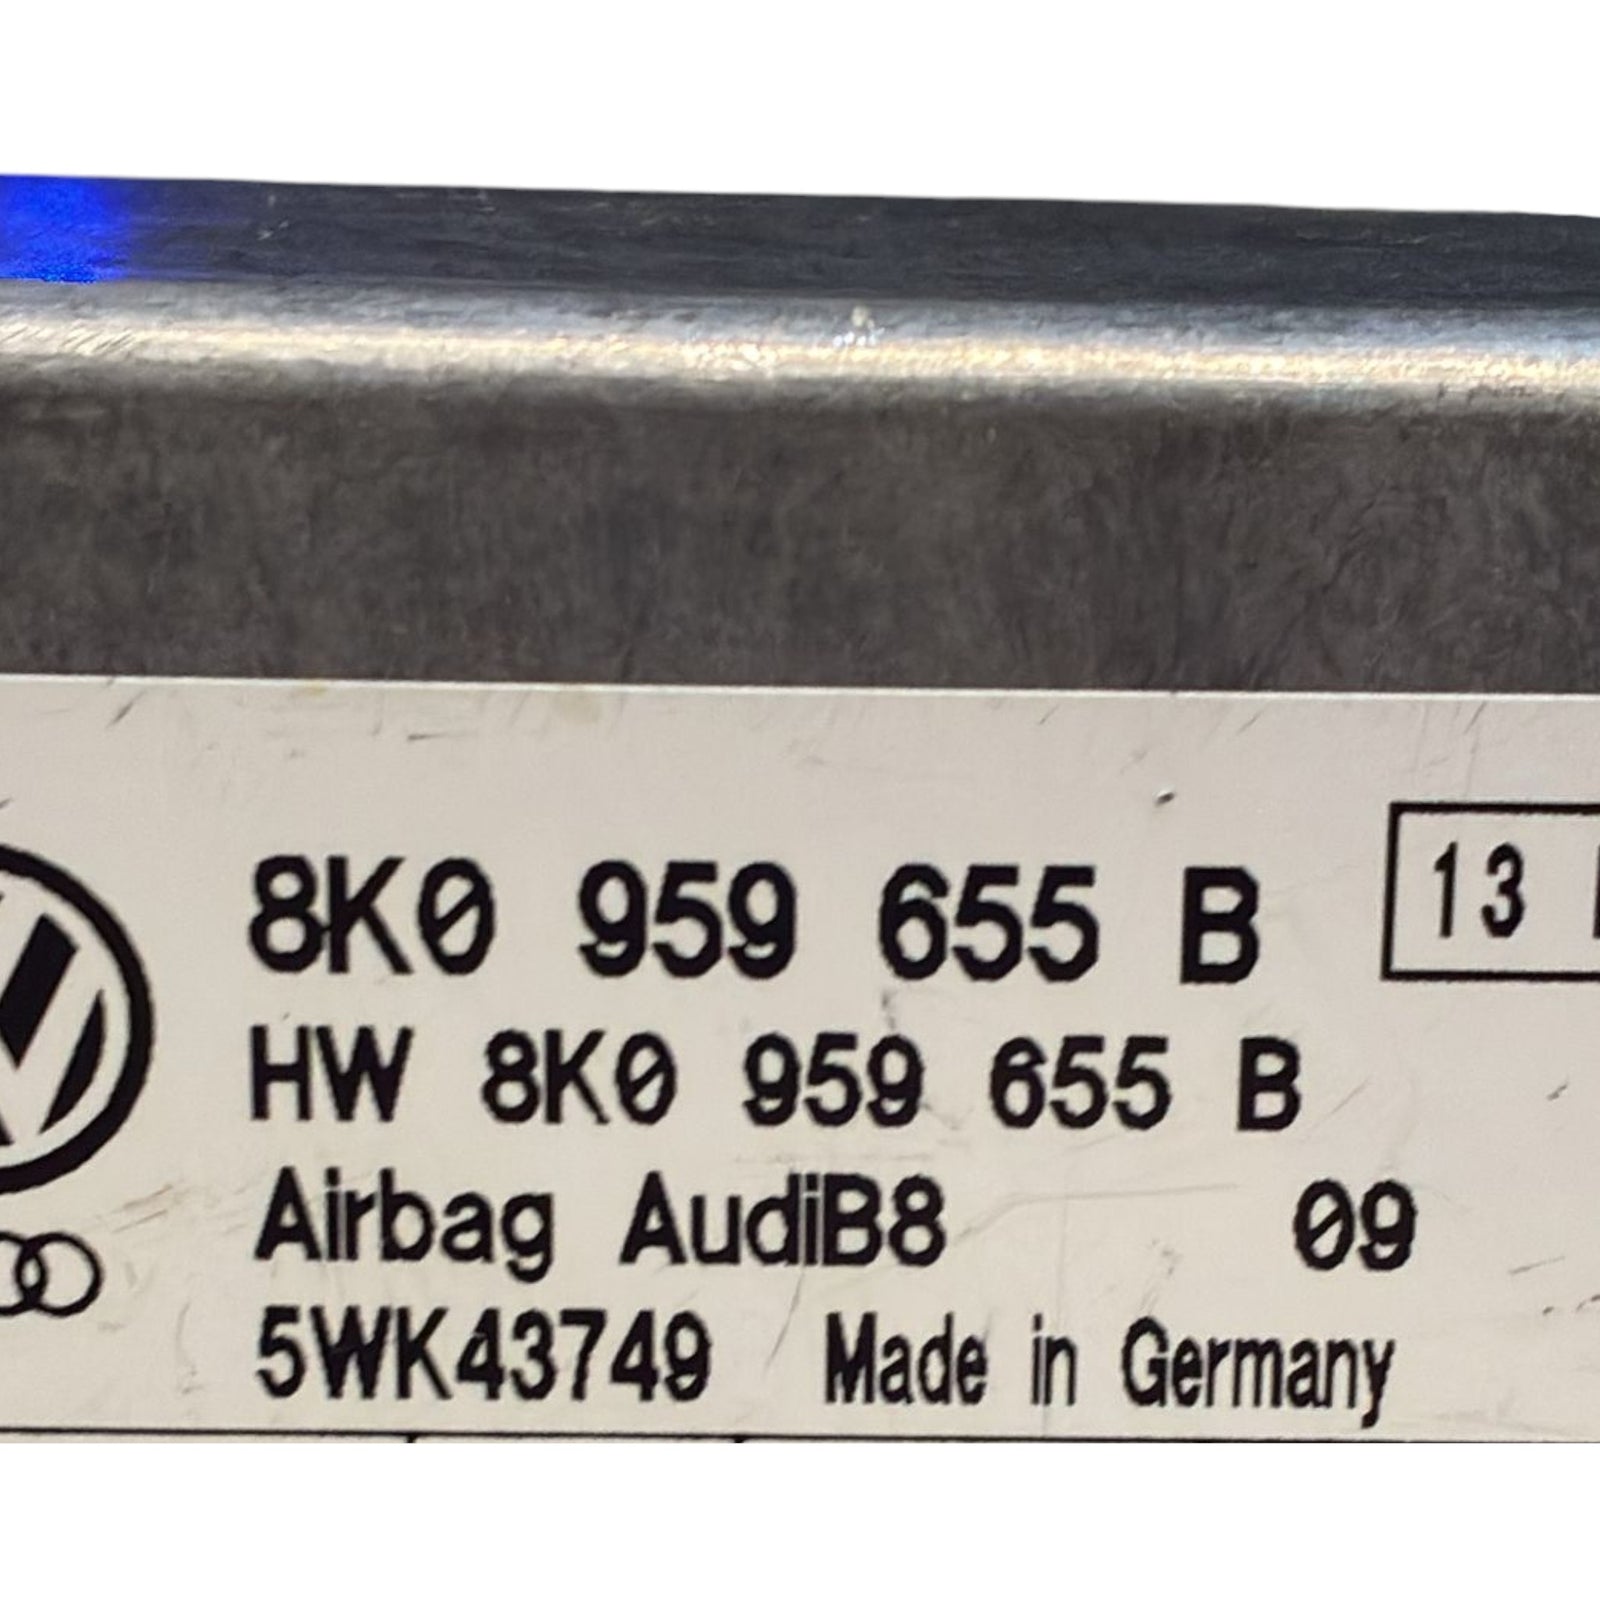 8K0 959 655 B 13
HW 8K0 959 655 B
Airbag AudiB8 09
5WK43749 Made in Germany